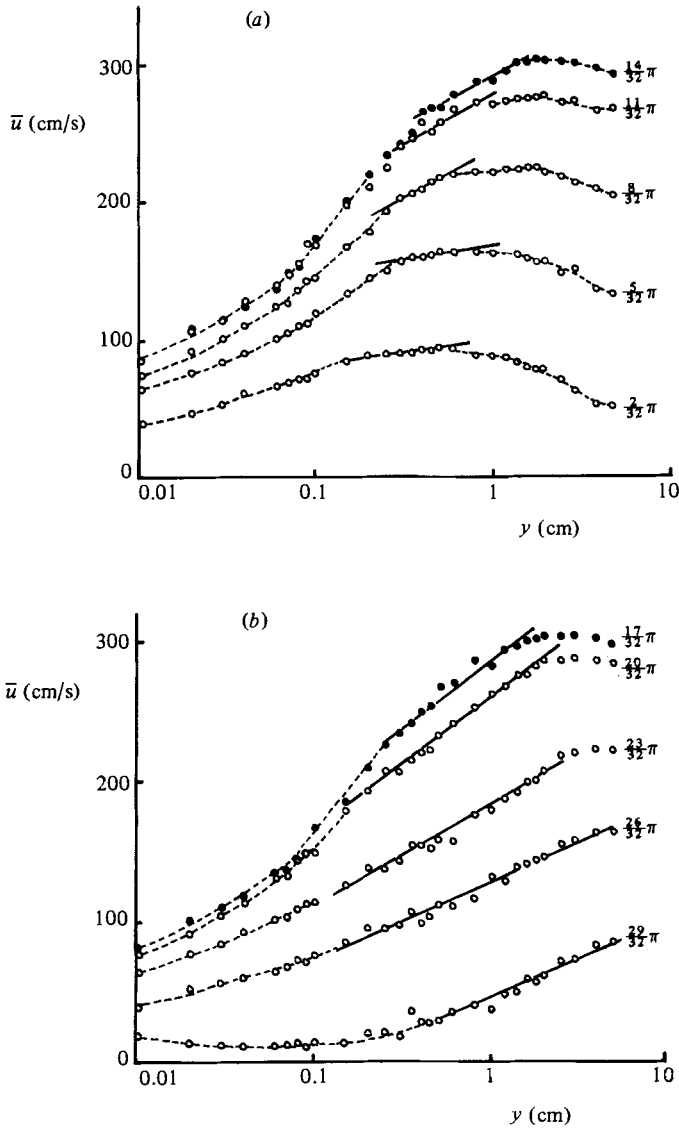 (a)
300
ū (cm/s)
200
100
0
0.01 0.1 1 10
y (cm)
14/32 π
11/32 π
8/32 π
5/32 π
2/32 π
(b)
300
ū (cm/s)
200
100
0
0.01 0.1 1 10
y (cm)
17/32 π
20/32 π
23/32 π
26/32 π
29/32 π